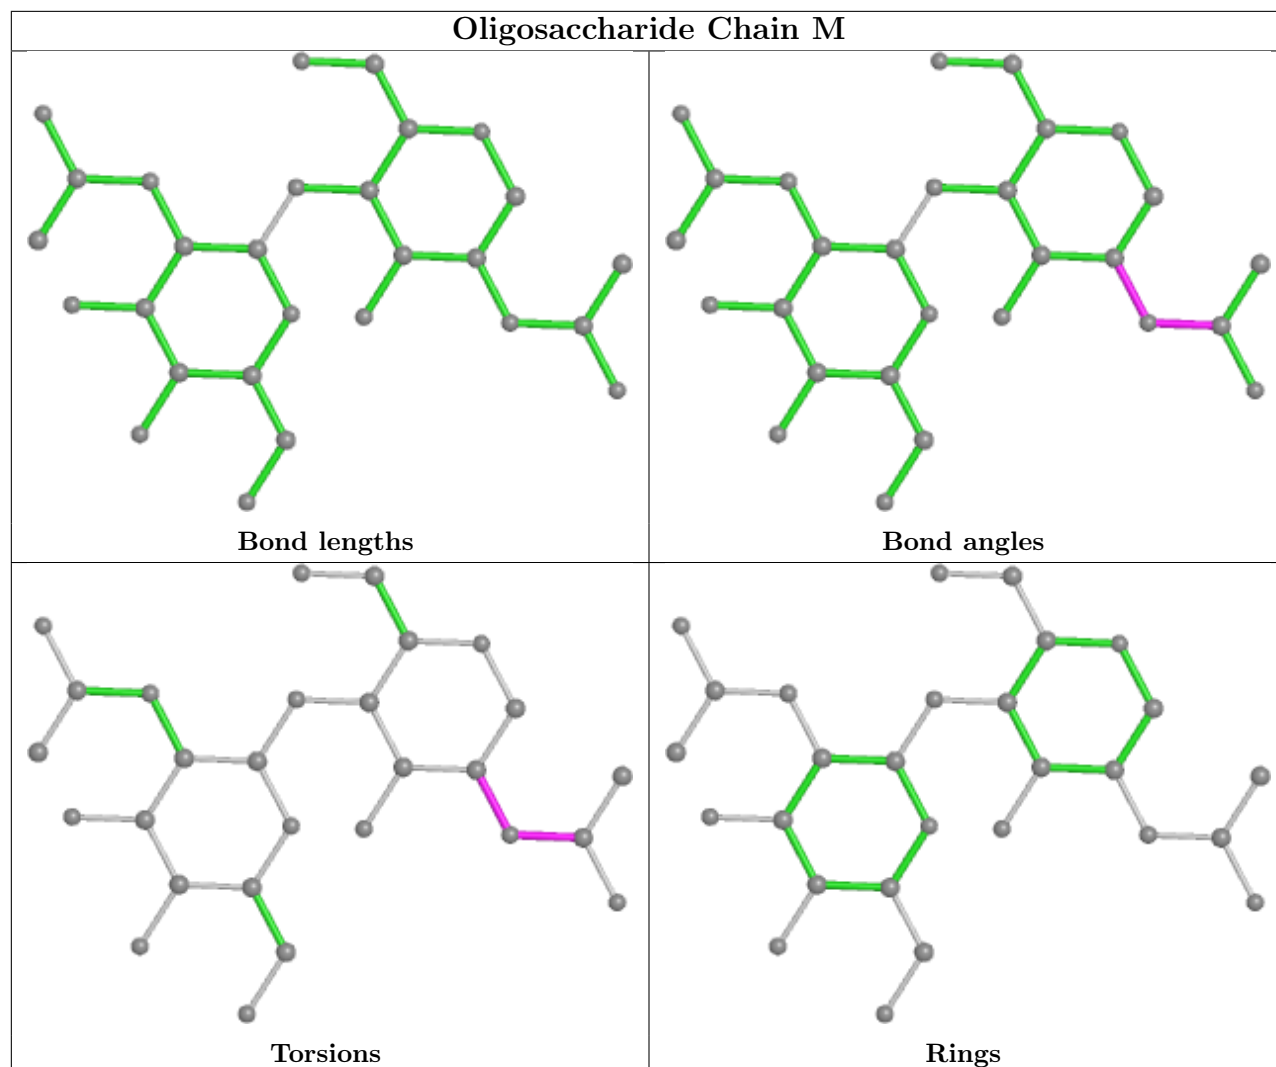 Oligosaccharide Chain M
Bond lengths
Bond angles
Torsions
Rings